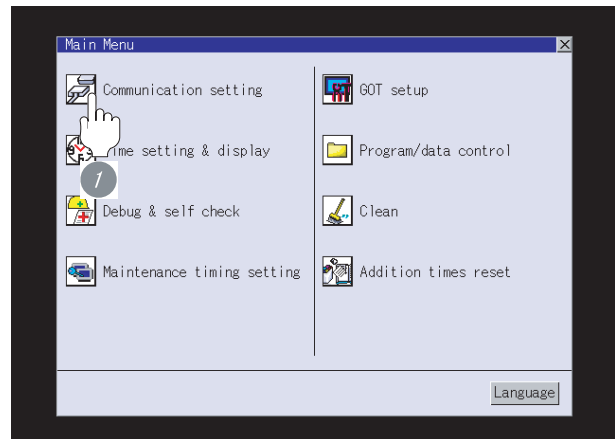 Main Menu
Communication setting
GOT setup
ime setting & display
Program/data control
1
Debug & self check
Clean
Maintenance timing setting
Addition times reset
Language